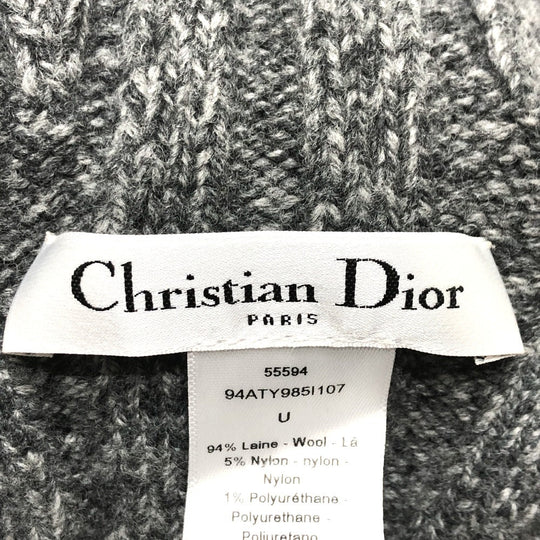 Christian Dior
PARIS
55594
94ATY985I107
U
94% Laine - Wool - Lã
5% Nylon - nylon -
Nylon
1% Polyuréthane -
Polyurethane -
Poliuretano